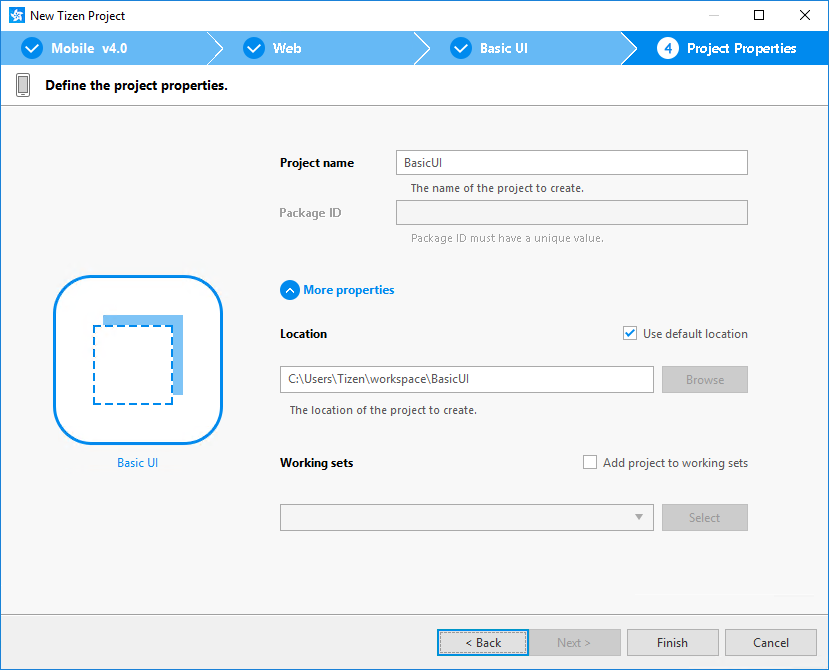 New Tizen Project
Mobile v4.0
Web
Basic UI
4 Project Properties
Define the project properties.
Project name
BasicUI
The name of the project to create.
Package ID
Package ID must have a unique value.
More properties
Location
Use default location
C:\Users\Tizen\workspace\BasicUI
Browse
The location of the project to create.
Basic UI
Working sets
Add project to working sets
Select
< Back
Next >
Finish
Cancel